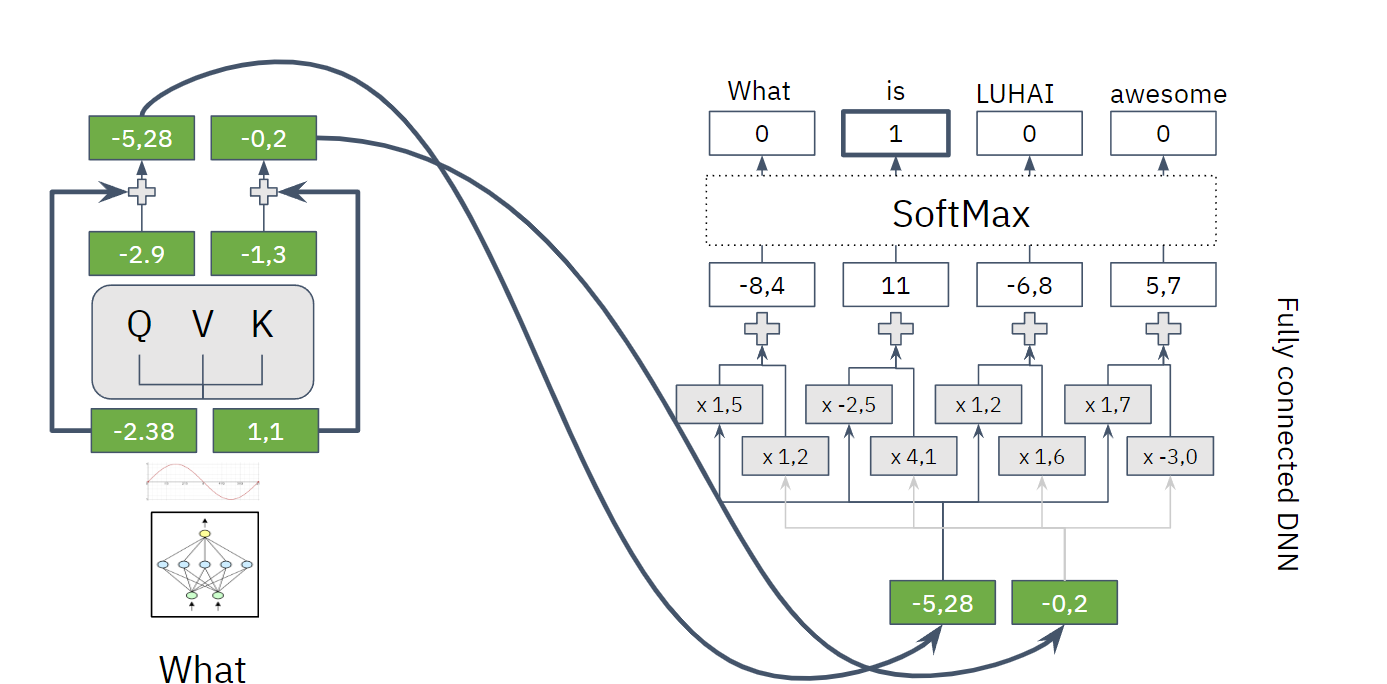 What is LUHAI awesome
-5,28 -0,2 0 1 0 0
SoftMax
-2.9 -1,3 -8,4 11 -6,8 5,7
Q V K
x 1,5 x -2,5 x 1,2 x 1,7
-2.38 1,1
x 1,2 x 4,1 x 1,6 x -3,0
-5,28 -0,2
What
Fully connected DNN